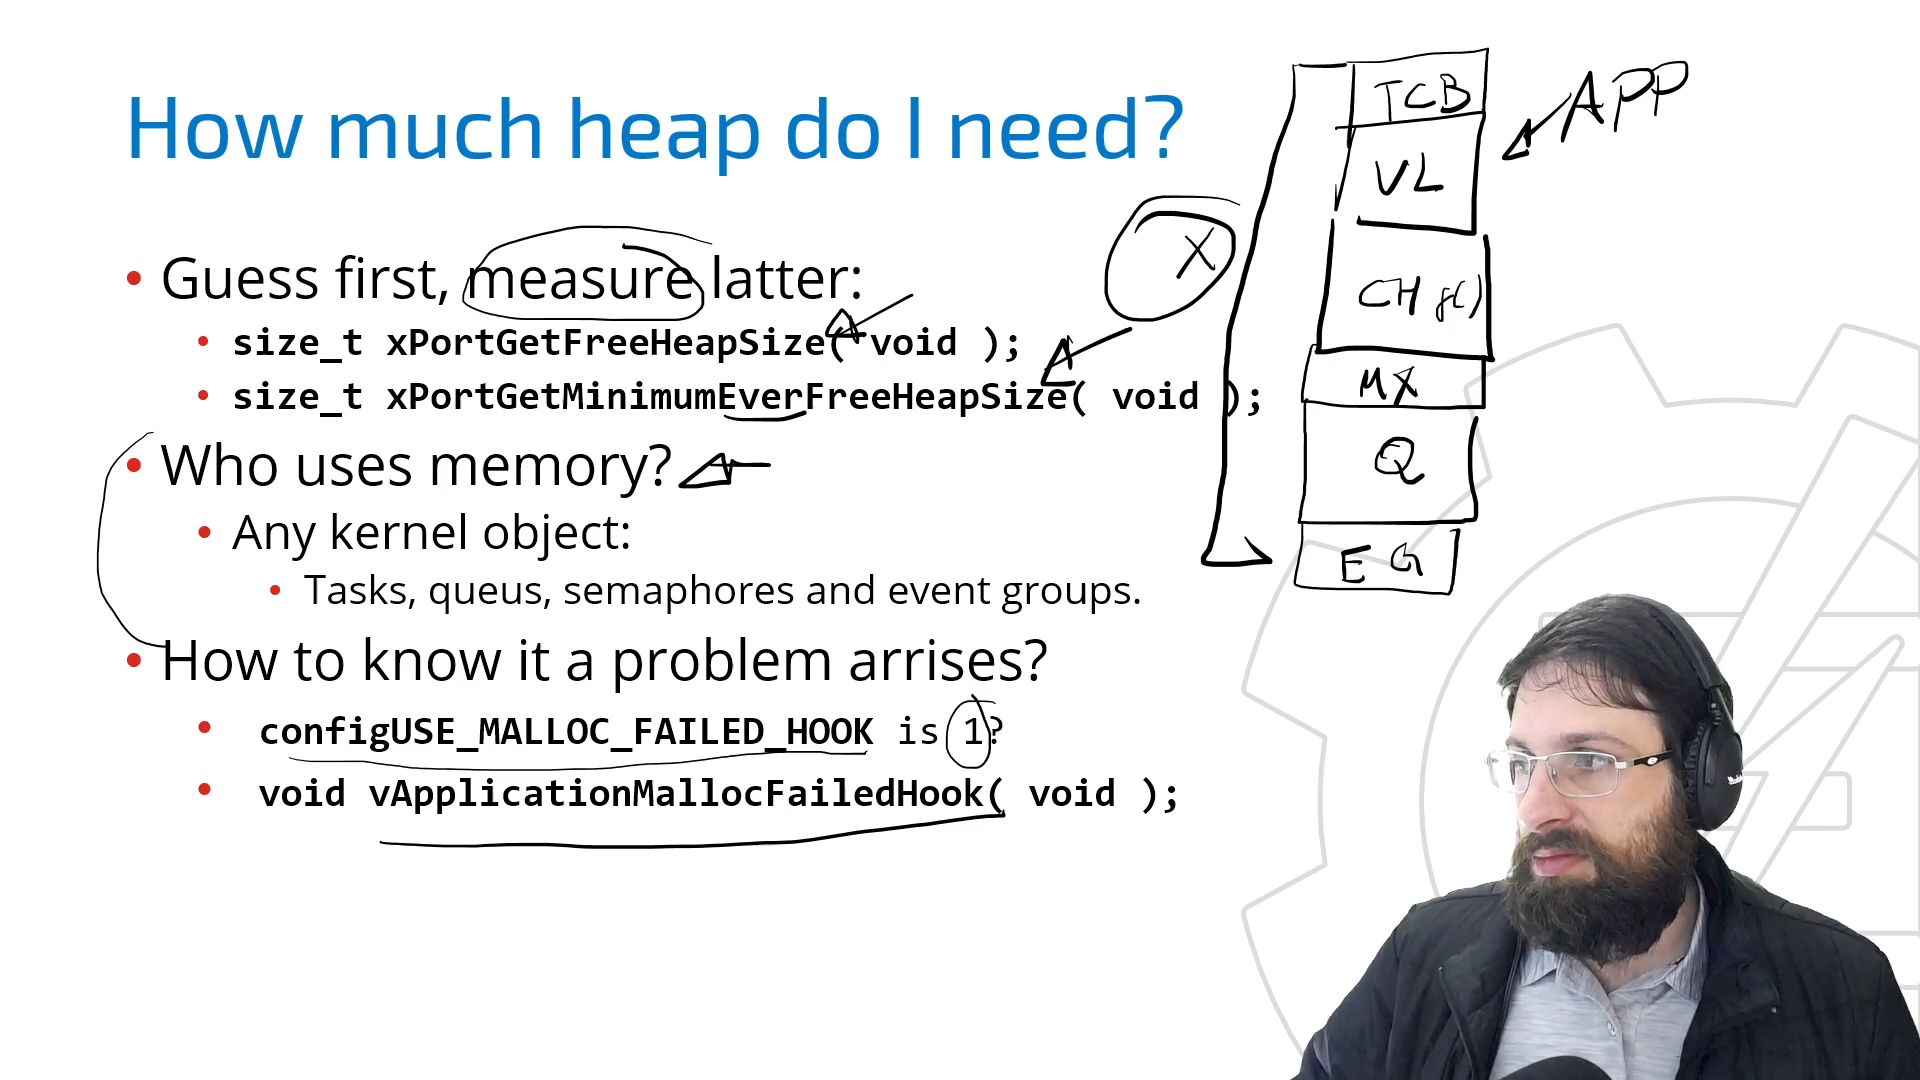 How much heap do I need?
• Guess first, measure latter:
• size_t xPortGetFreeHeapSize( void );
• size_t xPortGetMinimumEverFreeHeapSize( void );
• Who uses memory?
• Any kernel object:
• Tasks, queus, semaphores and event groups.
• How to know it a problem arrises?
• configUSE_MALLOC_FAILED_HOOK is 1?
• void vApplicationMallocFailedHook( void );
X
TCB
APP
VL
CH f()
MX
Q
EG